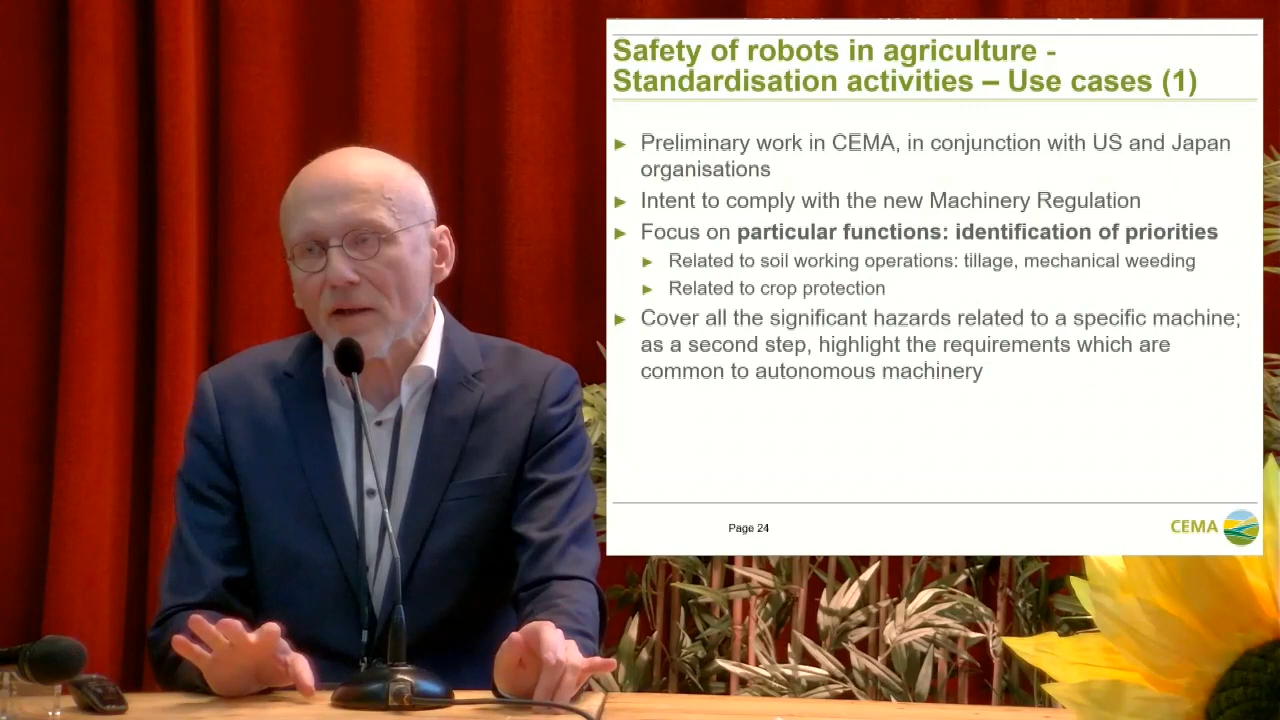 Safety of robots in agriculture -
Standardisation activities – Use cases (1)
Preliminary work in CEMA, in conjunction with US and Japan
organisations
Intent to comply with the new Machinery Regulation
Focus on particular functions: identification of priorities
Related to soil working operations: tillage, mechanical weeding
Related to crop protection
Cover all the significant hazards related to a specific machine;
as a second step, highlight the requirements which are
common to autonomous machinery
Page 24
CEMA